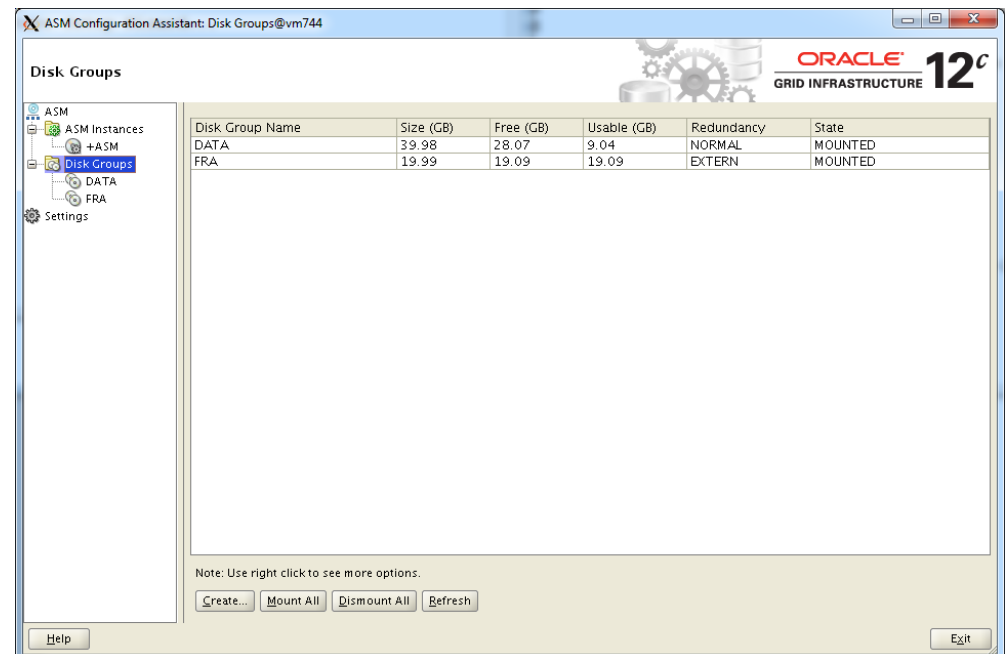 ASM Configuration Assistant: Disk Groups@vm744
Disk Groups
ORACLE
GRID INFRASTRUCTURE 12c
ASM
ASM Instances
+ASM
Disk Groups
DATA
FRA
Settings
Disk Group Name Size (GB) Free (GB) Usable (GB) Redundancy State
DATA 39.98 28.07 9.04 NORMAL MOUNTED
FRA 19.99 19.09 19.09 EXTERN MOUNTED
Note: Use right click to see more options.
Create... Mount All Dismount All Refresh
Help Exit